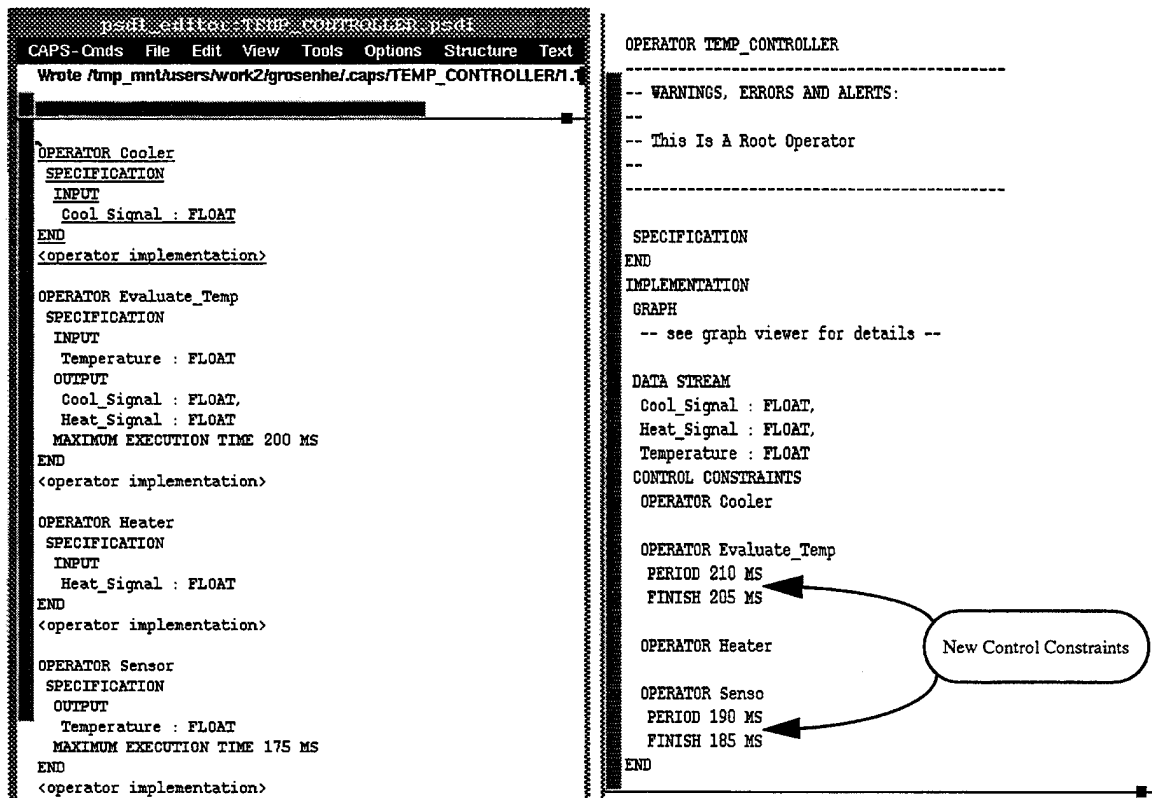 psdl_editor:TEMP_CONTROLLER.psdl
CAPS-Cmds File Edit View Tools Options Structure Text
Wrote /tmp_mnt/users/work2/grosenhe/.caps/TEMP_CONTROLLER/1.1
OPERATOR Cooler
SPECIFICATION
INPUT
Cool_Signal : FLOAT
END
<operator implementation>
OPERATOR Evaluate_Temp
SPECIFICATION
INPUT
Temperature : FLOAT
OUTPUT
Cool_Signal : FLOAT,
Heat_Signal : FLOAT
MAXIMUM EXECUTION TIME 200 MS
END
<operator implementation>
OPERATOR Heater
SPECIFICATION
INPUT
Heat_Signal : FLOAT
END
<operator implementation>
OPERATOR Sensor
SPECIFICATION
OUTPUT
Temperature : FLOAT
MAXIMUM EXECUTION TIME 175 MS
END
<operator implementation>
OPERATOR TEMP_CONTROLLER
-----------------------------------------------------
-- WARNINGS, ERRORS AND ALERTS:
--
-- This Is A Root Operator
--
-----------------------------------------------------
SPECIFICATION
END
IMPLEMENTATION
GRAPH
-- see graph viewer for details --
DATA STREAM
Cool_Signal : FLOAT,
Heat_Signal : FLOAT,
Temperature : FLOAT
CONTROL CONSTRAINTS
OPERATOR Cooler
OPERATOR Evaluate_Temp
PERIOD 210 MS
FINISH 205 MS
OPERATOR Heater
OPERATOR Senso
PERIOD 190 MS
FINISH 185 MS
END
New Control Constraints